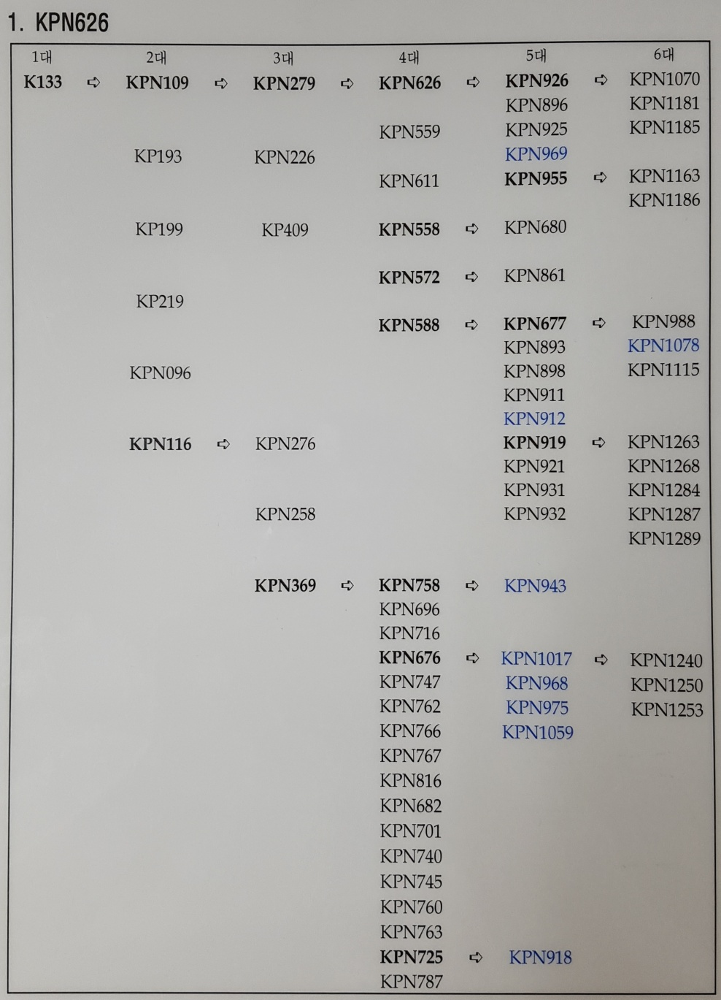 1. KPN626
1대 2대 3대 4대 5대 6대
K133 ⇨ KPN109 ⇨ KPN279 ⇨ KPN626 ⇨ KPN926 ⇨ KPN1070
KPN896 KPN1181
KPN559 KPN925 KPN1185
KP193 KPN226 KPN969
KPN611 KPN955 ⇨ KPN1163
KPN1186
KP199 KP409 KPN558 ⇨ KPN680
KPN572 ⇨ KPN861
KP219
KPN588 ⇨ KPN677 ⇨ KPN988
KPN893 KPN1078
KPN096 KPN898 KPN1115
KPN911
KPN912
KPN116 ⇨ KPN276 KPN919 ⇨ KPN1263
KPN921 KPN1268
KPN931 KPN1284
KPN258 KPN932 KPN1287
KPN1289
KPN369 ⇨ KPN758 ⇨ KPN943
KPN696
KPN716
KPN676 ⇨ KPN1017 ⇨ KPN1240
KPN747 KPN968 KPN1250
KPN762 KPN975 KPN1253
KPN766 KPN1059
KPN767
KPN816
KPN682
KPN701
KPN740
KPN745
KPN760
KPN763
KPN725 ⇨ KPN918
KPN787